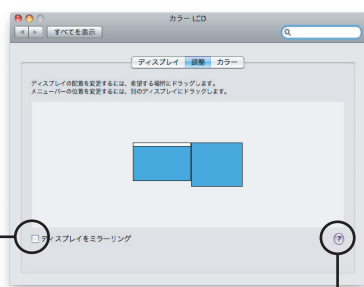 カラー LCD
すべてを表示
ディスプレイ 調整 カラー
ディスプレイの配置を変更するには、希望する場所にドラッグします。
メニューバーの位置を変更するには、別のディスプレイにドラッグします。
ディスプレイをミラーリング
?